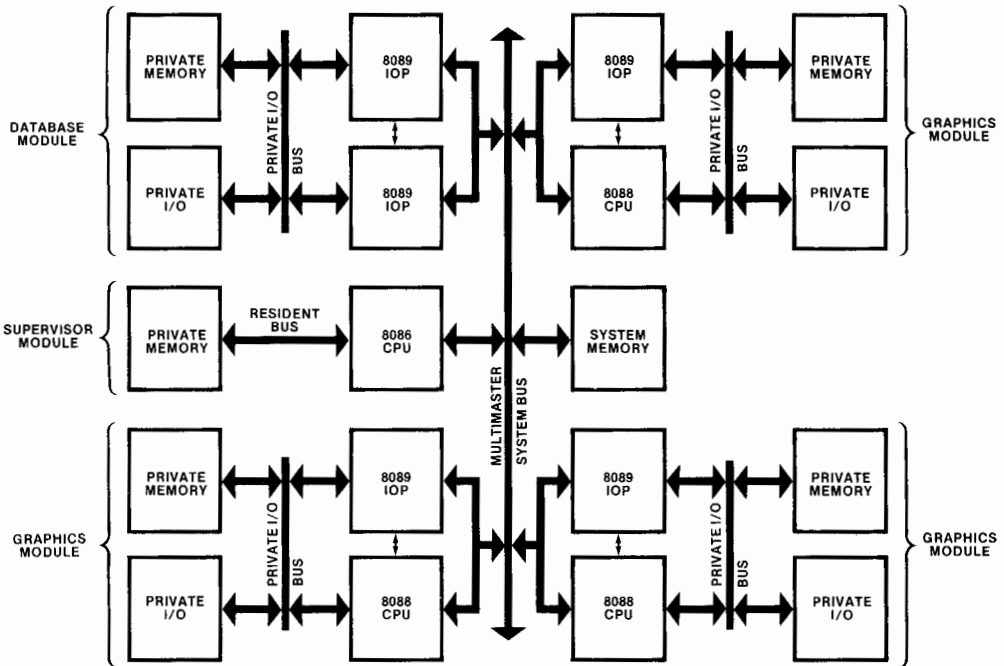 PRIVATE
MEMORY
8089
IOP
8089
IOP
PRIVATE
MEMORY
DATABASE
MODULE
PRIVATE I/O
BUS
PRIVATE I/O
BUS
GRAPHICS
MODULE
PRIVATE
I/O
8089
IOP
8088
CPU
PRIVATE
I/O
SUPERVISOR
MODULE
PRIVATE
MEMORY
RESIDENT
BUS
8086
CPU
SYSTEM
MEMORY
MULTIMASTER
SYSTEM BUS
PRIVATE
MEMORY
8089
IOP
8089
IOP
PRIVATE
MEMORY
GRAPHICS
MODULE
PRIVATE I/O
BUS
PRIVATE I/O
BUS
GRAPHICS
MODULE
PRIVATE
I/O
8088
CPU
8088
CPU
PRIVATE
I/O